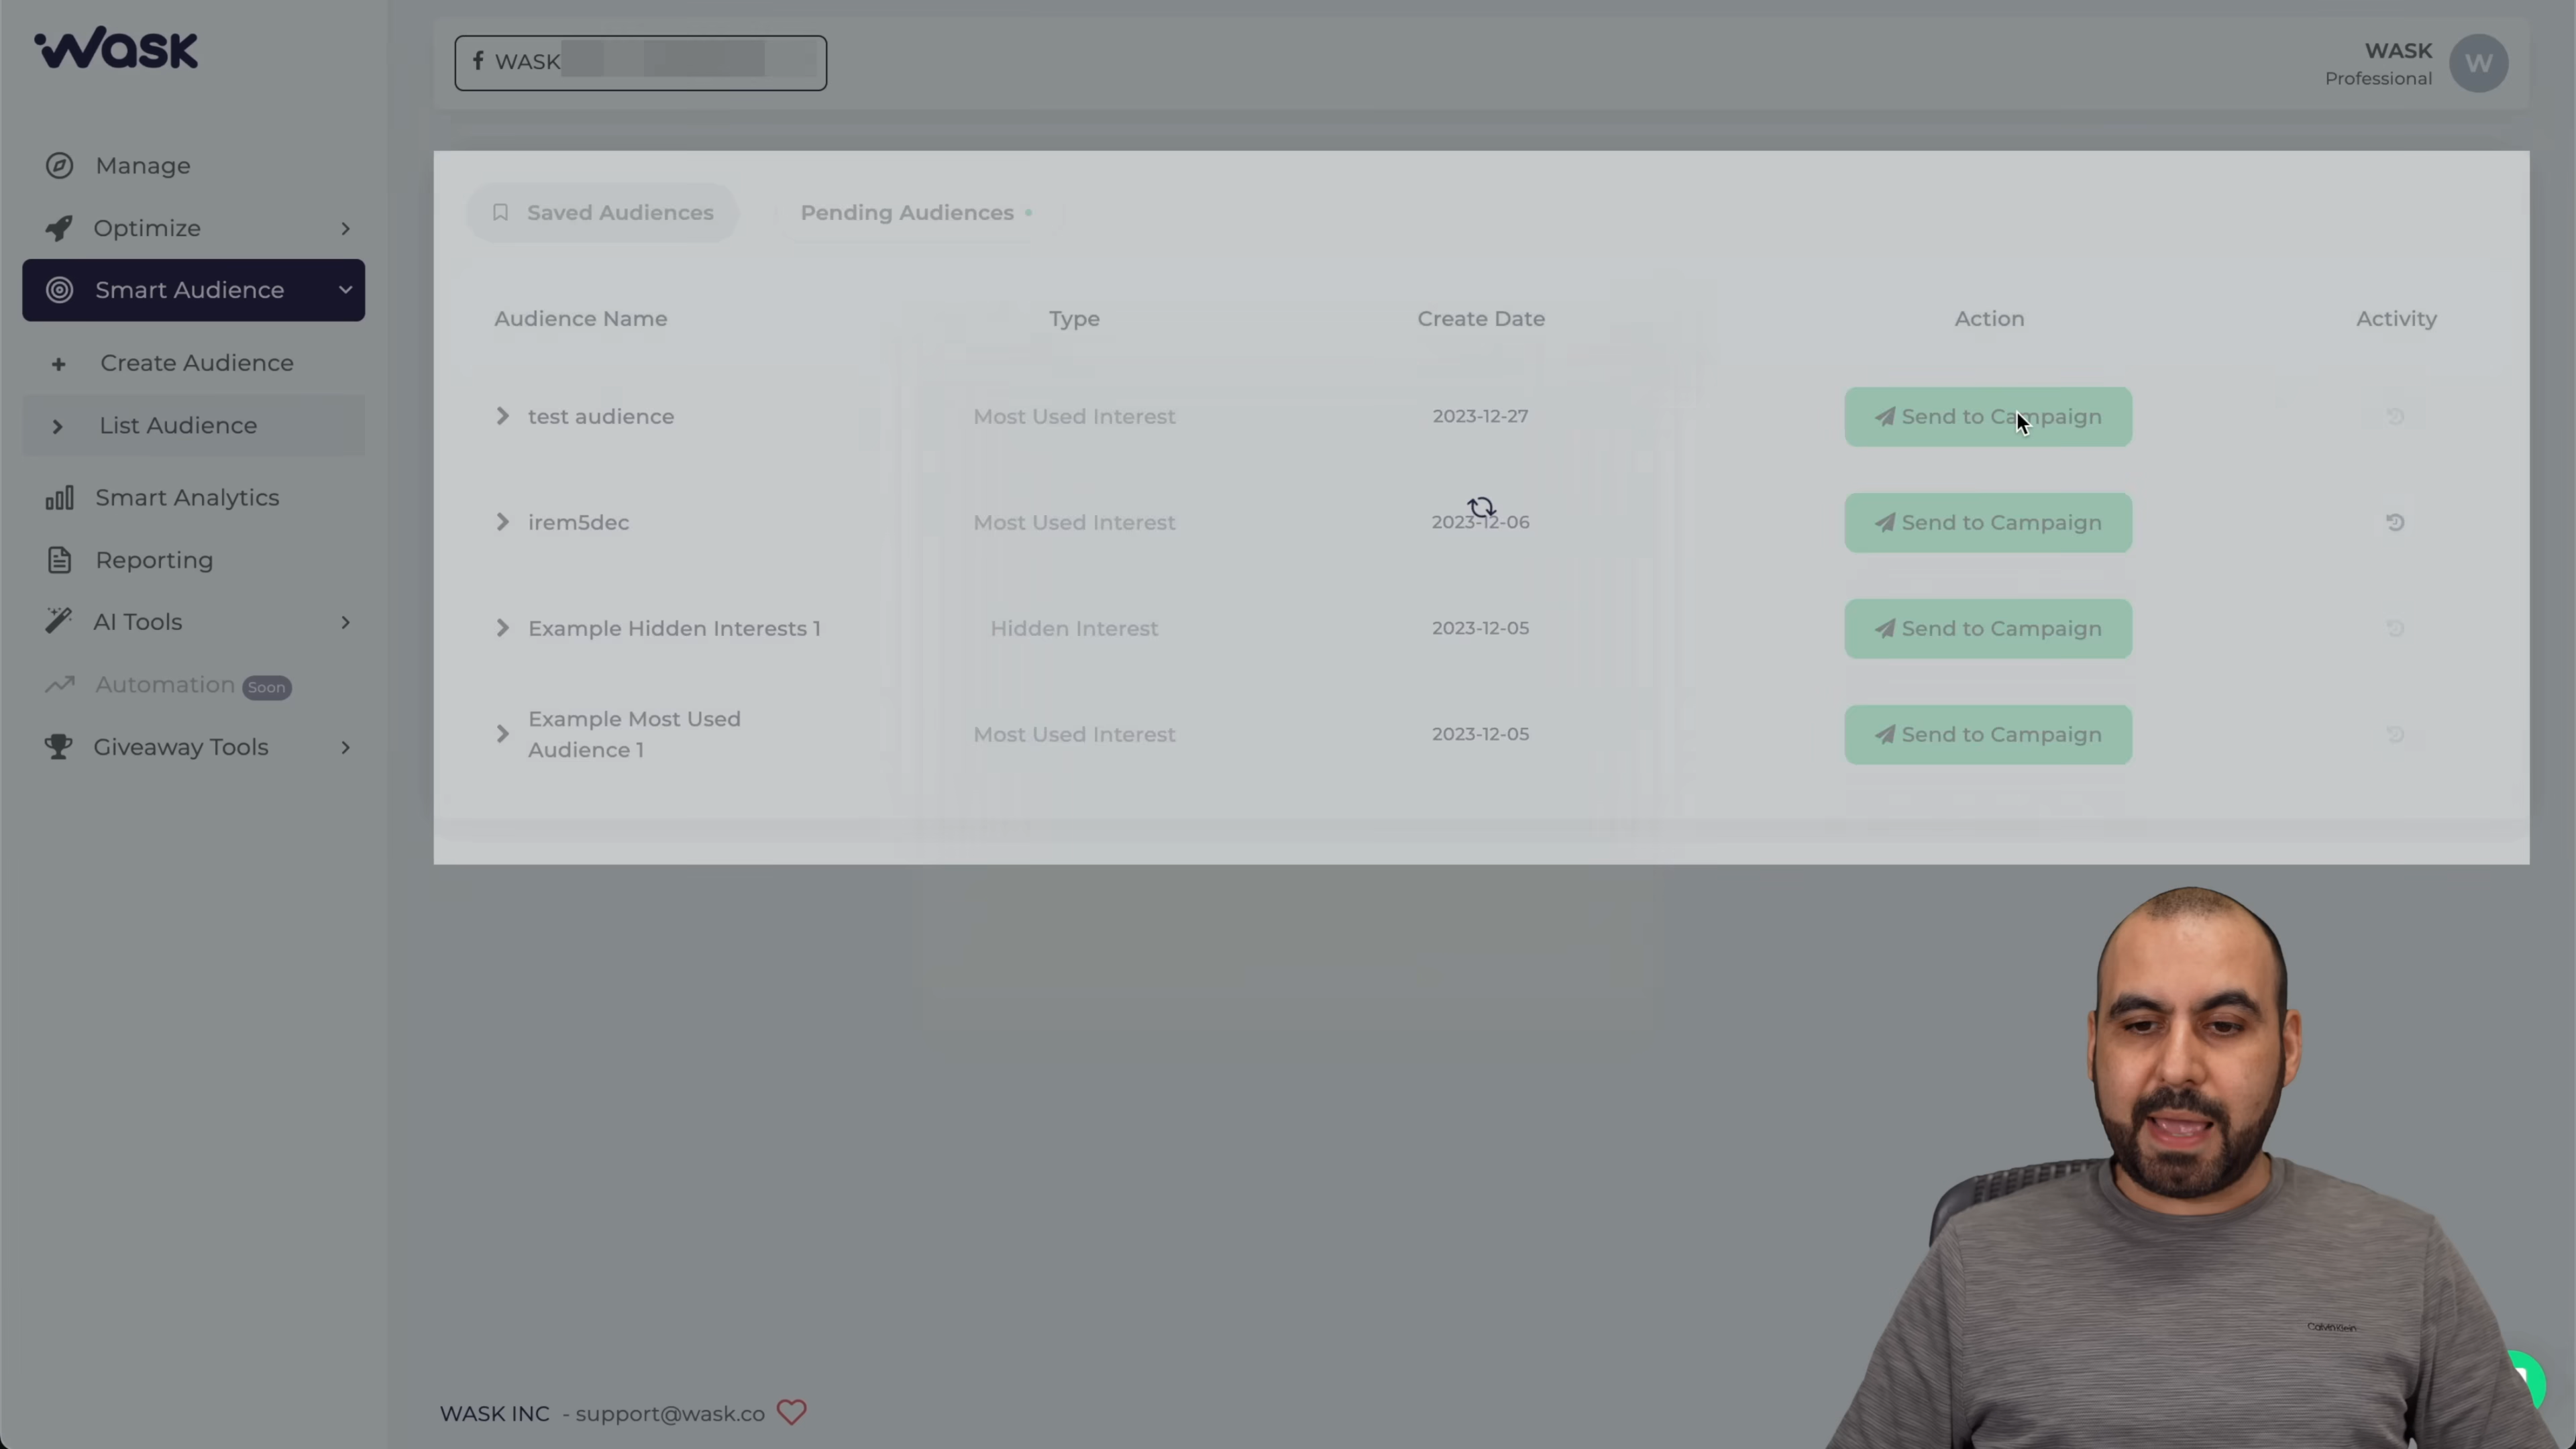 Wask
WASK
WASK
Professional
W
Manage
Optimize
Smart Audience
Create Audience
List Audience
Smart Analytics
Reporting
AI Tools
Automation Soon
Giveaway Tools
Saved Audiences
Pending Audiences
Audience Name Type Create Date Action Activity
test audience Most Used Interest 2023-12-27 Send to Campaign
irem5dec Most Used Interest 2023-12-06 Send to Campaign
Example Hidden Interests 1 Hidden Interest 2023-12-05 Send to Campaign
Example Most Used
Audience 1 Most Used Interest 2023-12-05 Send to Campaign
Calvin Klein
WASK INC - support@wask.co